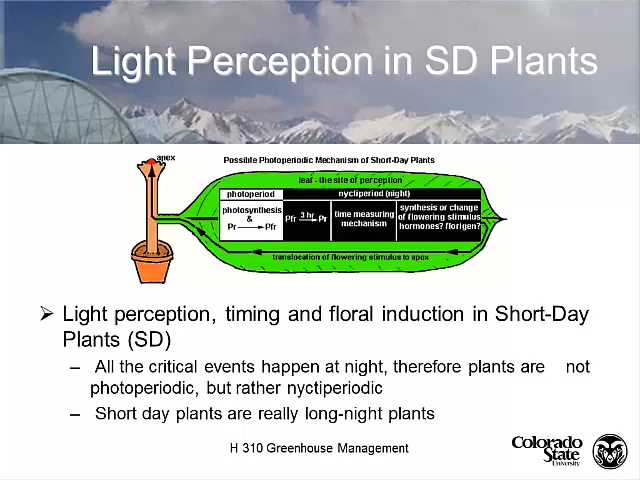 Light Perception in SD Plants
apex
Possible Photoperiodic Mechanism of Short-Day Plants
leaf - the site of perception
photoperiod
nyctiperiod (night)
photosynthesis
&
Pr → Pfr
Pfr 3 hr → Pr
time measuring
mechanism
synthesis or change
of flowering stimulus
hormones? florigen?
translocation of flowering stimulus to apex
➢ Light perception, timing and floral induction in Short-Day
Plants (SD)
– All the critical events happen at night, therefore plants are not
photoperiodic, but rather nyctiperiodic
– Short day plants are really long-night plants
H 310 Greenhouse Management
Colorado
State
University